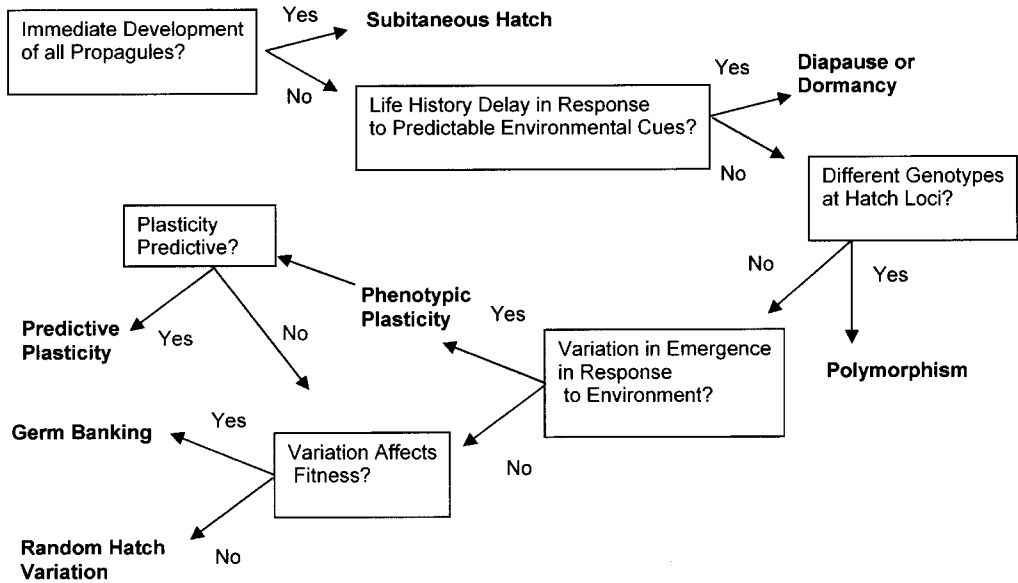 Immediate Development
of all Propagules?
Yes
Subitaneous Hatch
No
Life History Delay in Response
to Predictable Environmental Cues?
Yes
Diapause or
Dormancy
No
Different Genotypes
at Hatch Loci?
No
Yes
Polymorphism
Variation in Emergence
in Response
to Environment?
Yes
Phenotypic
Plasticity
No
Plasticity
Predictive?
Yes
Predictive
Plasticity
No
Variation Affects
Fitness?
Yes
Germ Banking
No
Random Hatch
Variation